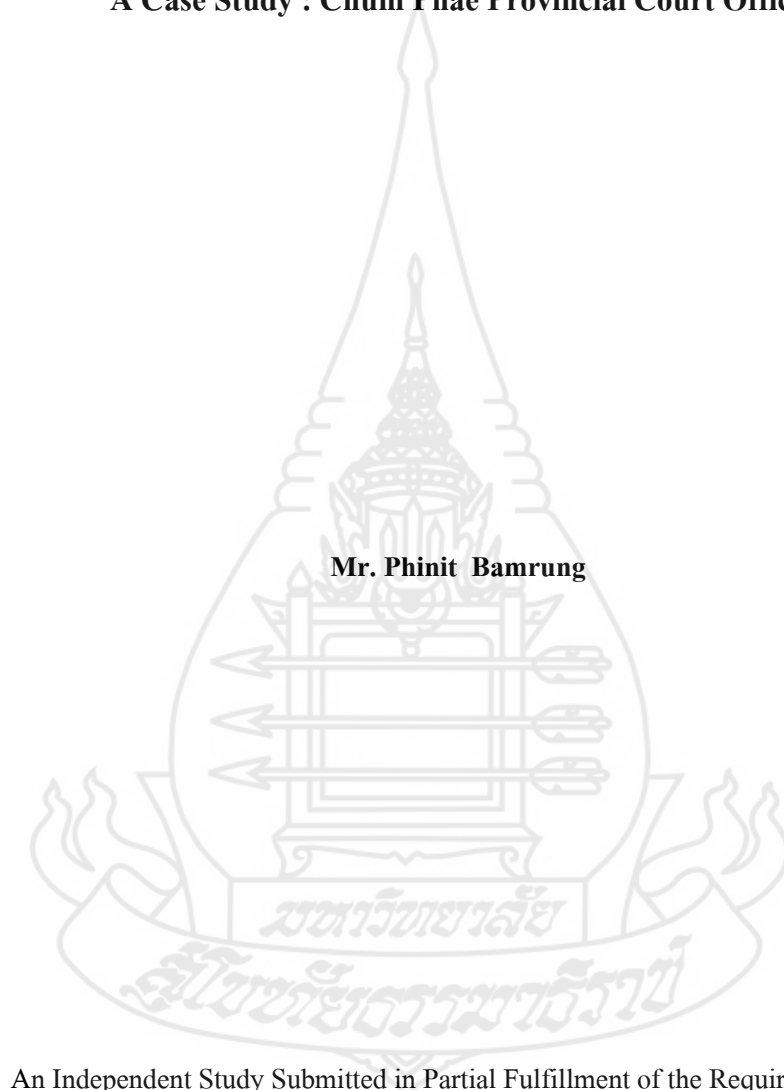 A Case Study : Chum Phae Provincial Court Offic
Mr. Phinit Bamrung
มหาวิทยาลัย
สุโขทัยธรรมาธิราช
An Independent Study Submitted in Partial Fulfillment of the Requir